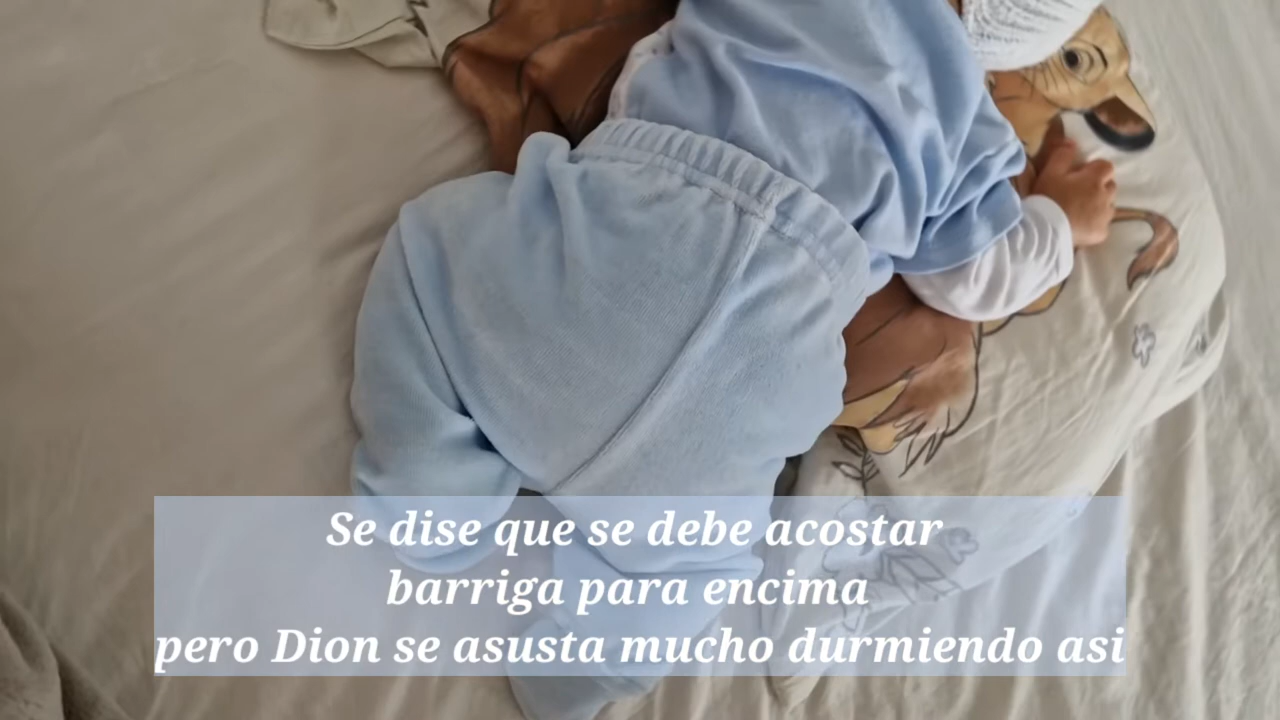 Se dise que se debe acostar
barriga para encima
pero Dion se asusta mucho durmiendo asi